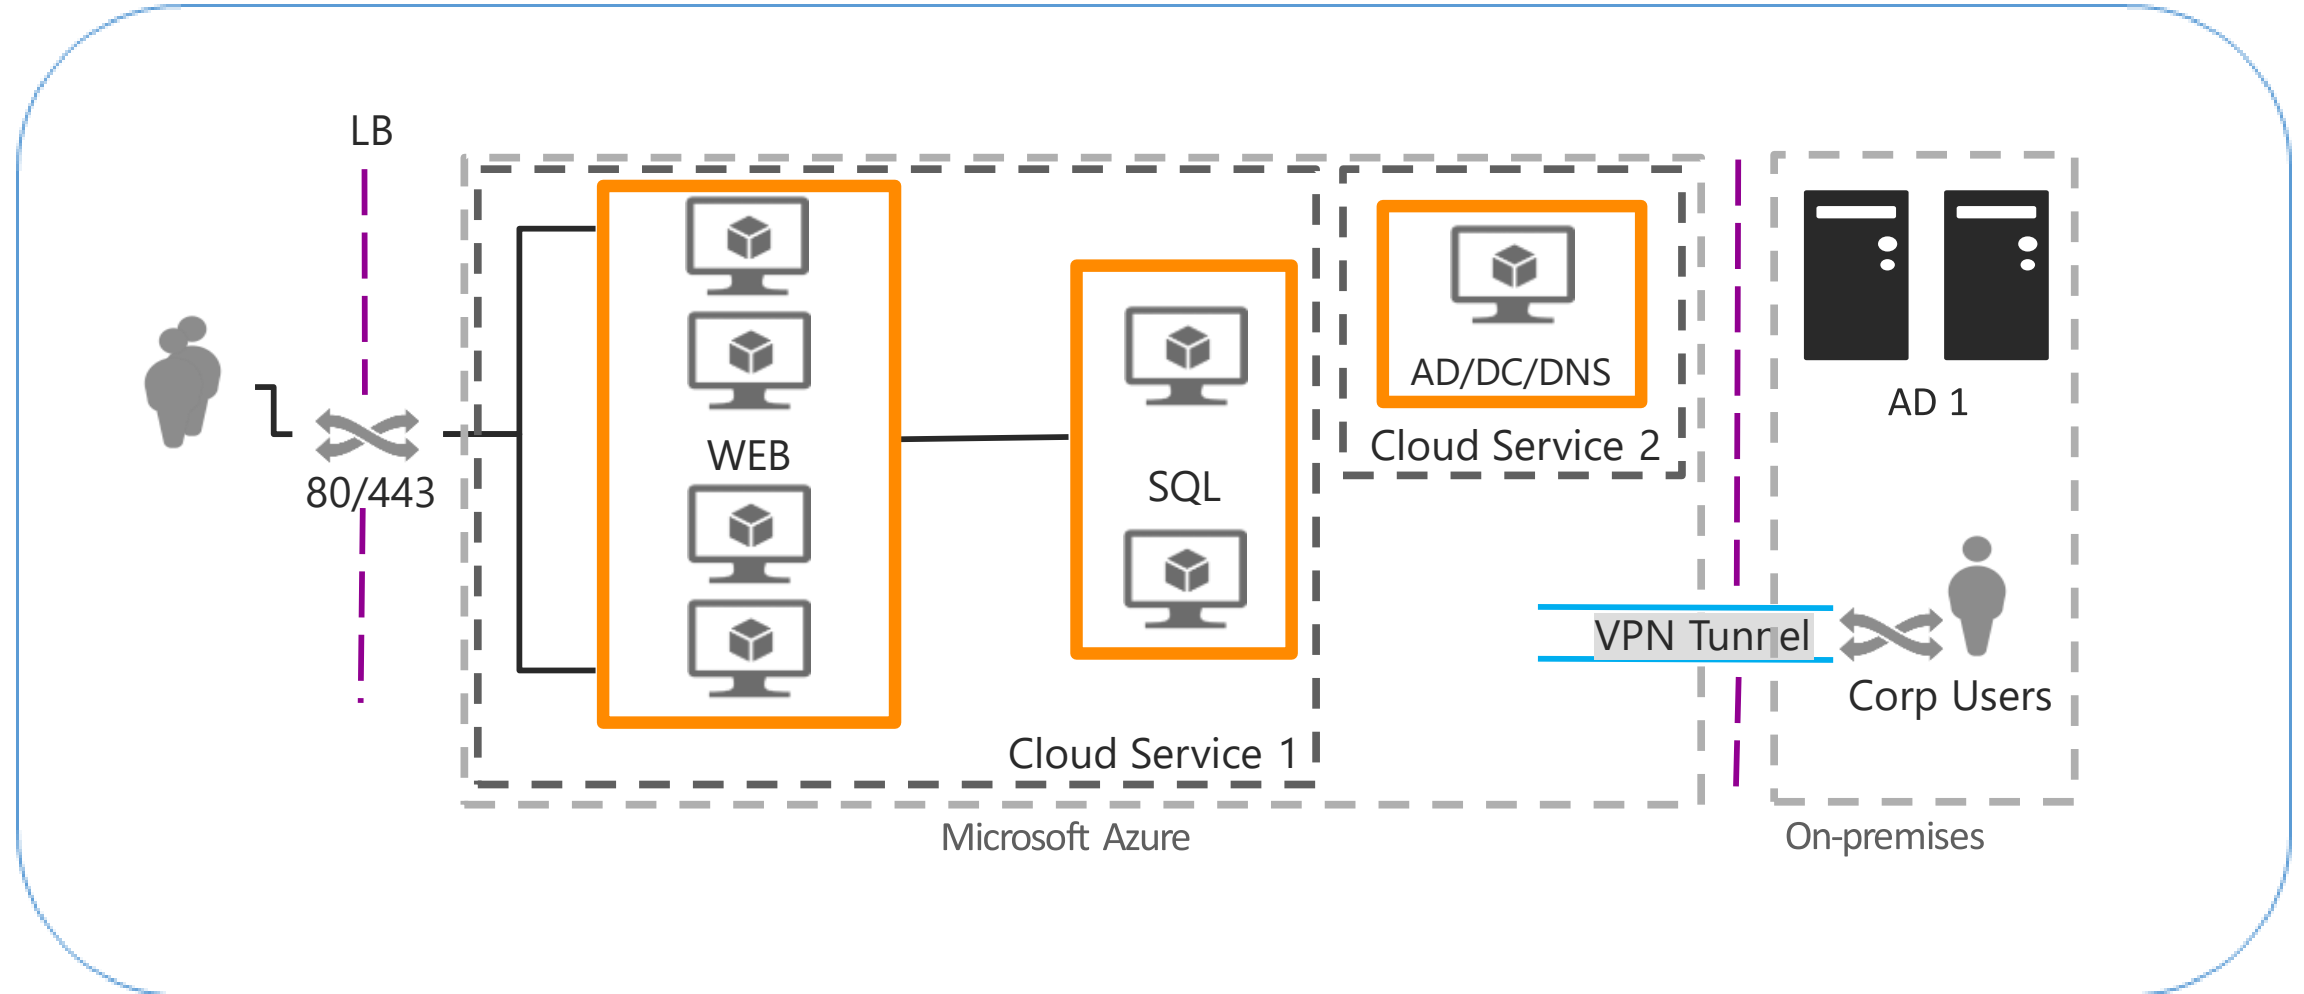 LB
80/443
WEB
SQL
Cloud Service 1
AD/DC/DNS
Cloud Service 2
Microsoft Azure
VPN Tunnel
AD 1
Corp Users
On-premises